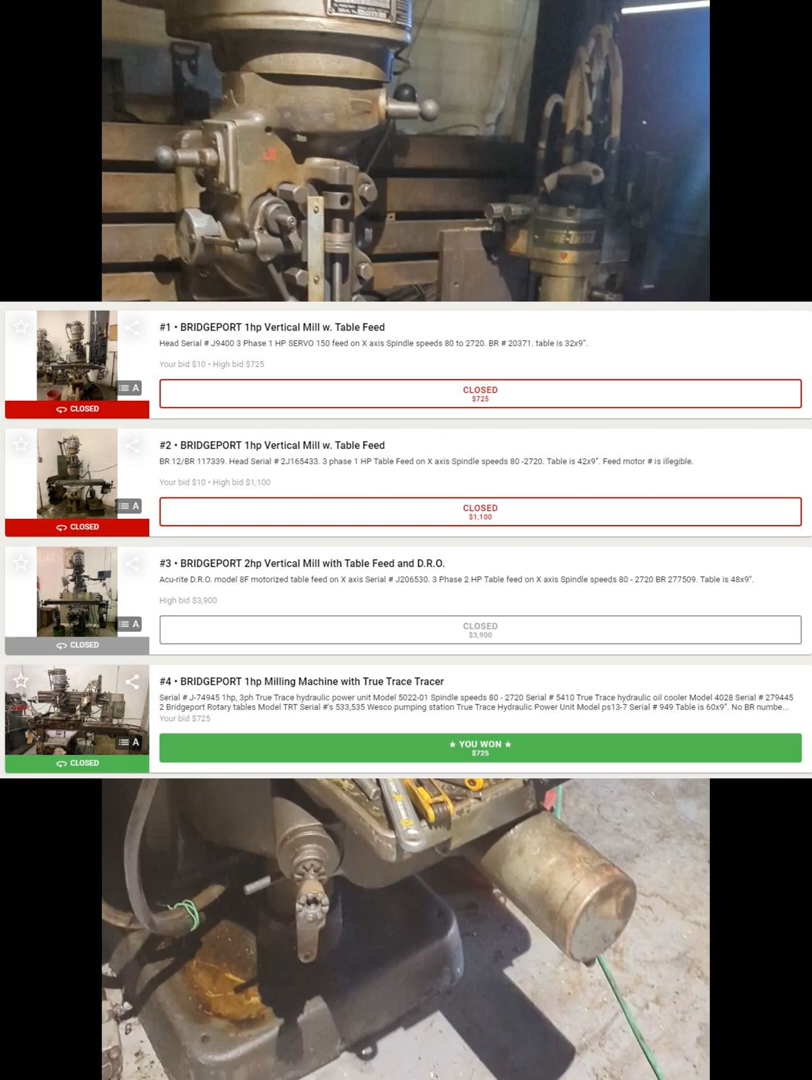 #1 • BRIDGEPORT 1hp Vertical Mill w. Table Feed
Head Serial # J9400 3 Phase 1 HP SERVO 150 feed on X axis Spindle speeds 80 to 2720. BR # 20371. table is 32x9".
Your bid $10 • High bid $725
A
CLOSED
$725
CLOSED
#2 • BRIDGEPORT 1hp Vertical Mill w. Table Feed
BR 12/BR 117339. Head Serial # 2J165433. 3 phase 1 HP Table Feed on X axis Spindle speeds 80 -2720. Table is 42x9". Feed motor # is illegible.
Your bid $10 • High bid $1,100
A
CLOSED
$1,100
CLOSED
#3 • BRIDGEPORT 2hp Vertical Mill with Table Feed and D.R.O.
Acu-rite D.R.O. model 8F motorized table feed on X axis Serial # J206530. 3 Phase 2 HP Table feed on X axis Spindle speeds 80 - 2720 BR 277509. Table is 48x9".
High bid $3,900
A
CLOSED
$3,900
CLOSED
#4 • BRIDGEPORT 1hp Milling Machine with True Trace Tracer
Serial # J-74945 1hp, 3ph True Trace hydraulic power unit Model 5022-01 Spindle speeds 80 - 2720 Serial # 5410 True Trace hydraulic oil cooler Model 4028 Serial # 279445
2 Bridgeport Rotary tables Model TRT Serial #'s 533,535 Wesco pumping station True Trace Hydraulic Power Unit Model ps13-7 Serial # 949 Table is 60x9". No BR numbe...
Your bid $725
A
★ YOU WON ★
$725
CLOSED